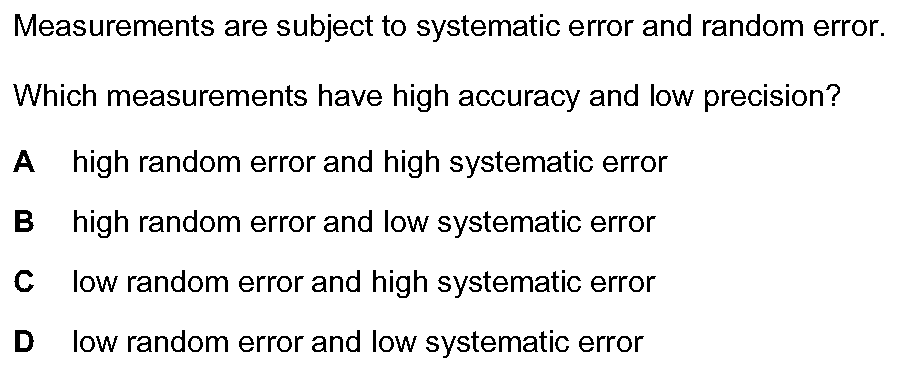 Measurements are subject to systematic error and random error.
Which measurements have high accuracy and low precision?
A high random error and high systematic error
B high random error and low systematic error
C low random error and high systematic error
D low random error and low systematic error